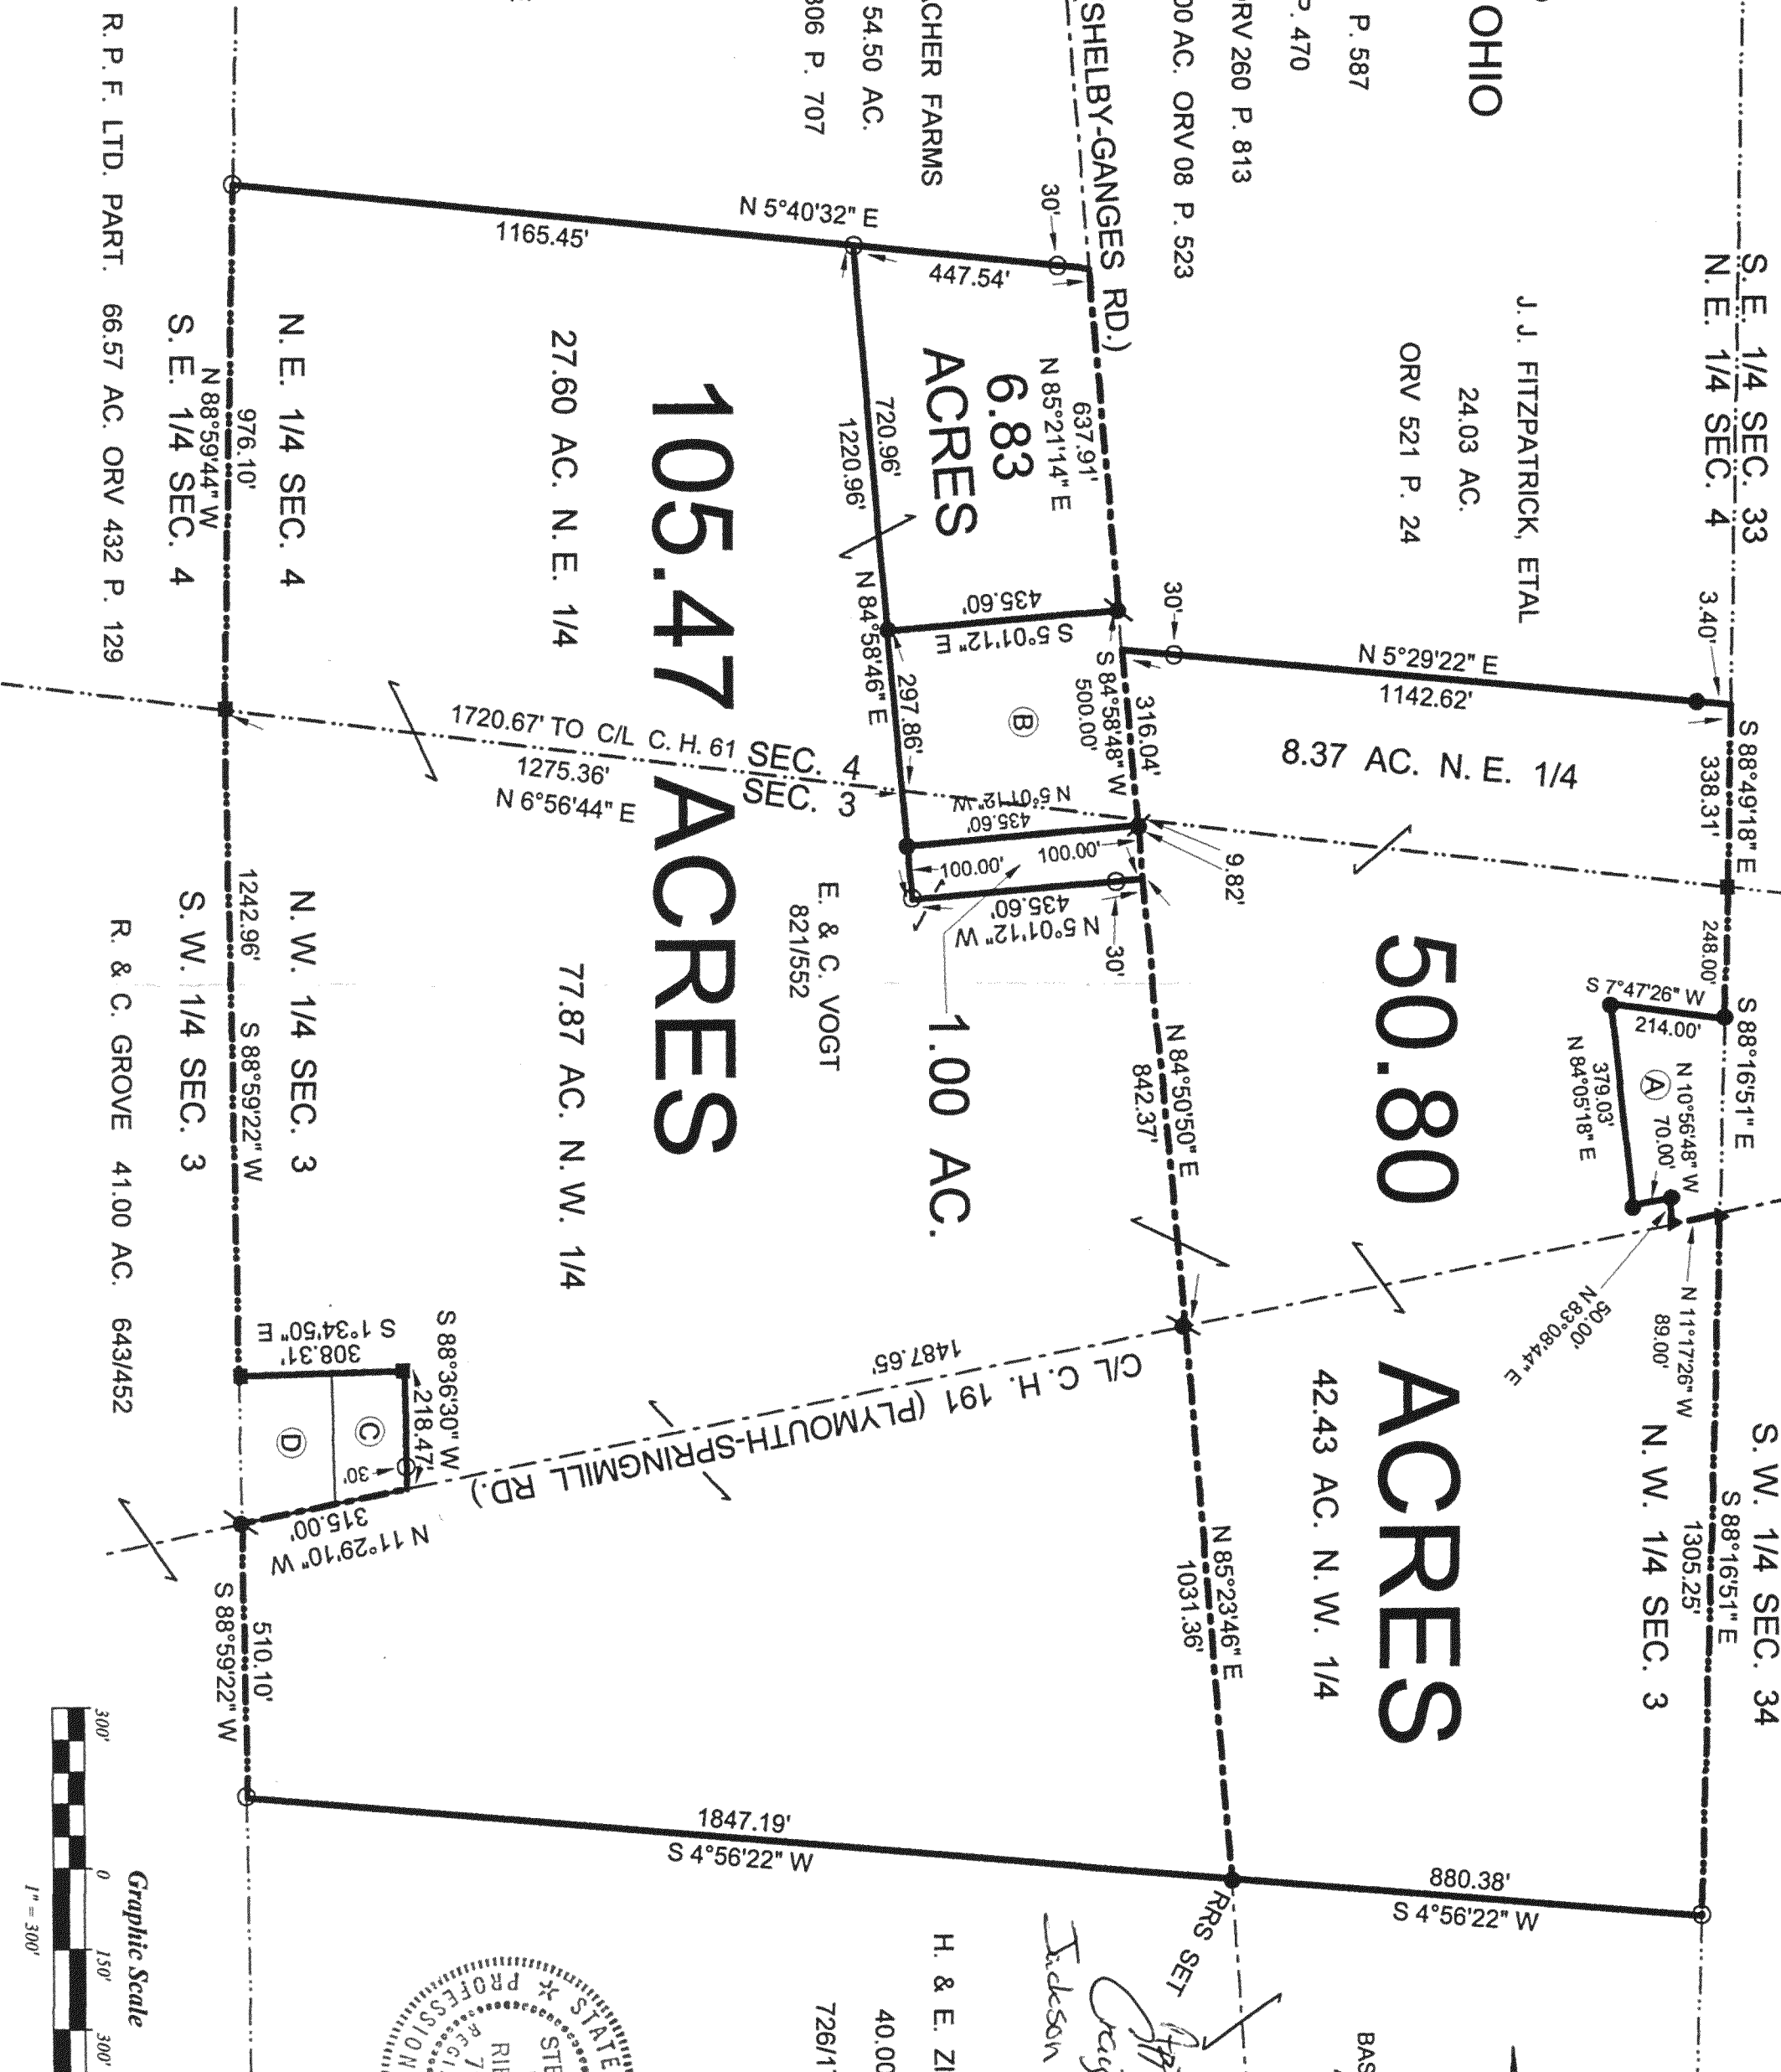 OHIO
P. 587
P. 470
RV 260 P. 813
00 AC. ORV 08 P. 523
SHELBY-GANGES RD.)
ACHER FARMS
54.50 AC.
806 P. 707
R. P. F. LTD. PART. 66.57 AC. ORV 432 P. 129
S. E. 1/4 SEC. 33
N. E. 1/4 SEC. 4
J. J. FITZPATRICK, ETAL
24.03 AC.
ORV 521 P. 24
3.40'
S 88°49'18" E
338.31'
N 5°29'22" E
1142.62'
30'
8.37 AC. N. E. 1/4
248.00'
S 88°16'51" E
S 7°47'26" W
214.00'
A
N 10°56'48" W
70.00'
379.03'
N 84°05'18" E
50.00'
N 83°08'44" E
N 11°17'26" W
89.00'
S. W. 1/4 SEC. 34
S 88°16'51" E
1305.25'
N. W. 1/4 SEC. 3
50.80 ACRES
42.43 AC. N. W. 1/4
30'
N 5°40'32" E
1165.45'
447.54'
N 85°21'14" E
637.91'
6.83
ACRES
720.96'
1220.96'
N 84°58'46" E
435.60'
S 5°01'12" E
297.86'
B
316.04'
S 84°58'48" W
500.00'
N 5°01'12" W
435.60'
100.00'
100.00'
9.82'
435.60'
N 5°01'12" W
30'
1.00 AC.
N 84°50'50" E
842.37'
N 85°23'46" E
1031.36'
E. & C. VOGT
821/552
105.47 ACRES
27.60 AC. N. E. 1/4
77.87 AC. N. W. 1/4
SEC. 4
SEC. 3
1720.67' TO C/L C. H. 61
1275.36'
N 6°56'44" E
C/L C. H. 191 (PLYMOUTH-SPRINGMILL RD.)
1487.65'
N. E. 1/4 SEC. 4
976.10'
N 88°59'44" W
S. E. 1/4 SEC. 4
N. W. 1/4 SEC. 3
1242.96' S 88°59'22" W
S. W. 1/4 SEC. 3
R. & C. GROVE 41.00 AC. 643/452
S 88°36'30" W
218.47'
S 1°34'50" E
308.31'
C
D
30'
315.00'
N 11°29'10" W
510.10'
S 88°59'22" W
1847.19'
S 4°56'22" W
880.38'
S 4°56'22" W
RRS SET
Jackson
Craig
H. & E. ZI
40.00
726/1
BAS
STATE
PROFESSION
REGI
STE
RIE
7
Graphic Scale
300' 0 150' 300'
1" = 300'